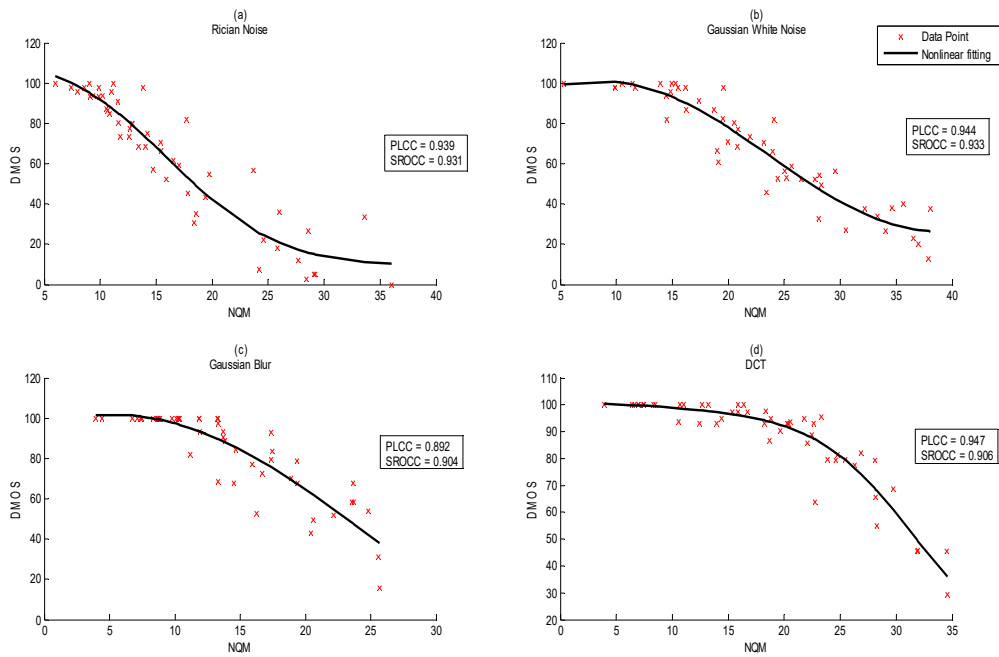 (a)
Rician Noise
120
100
80
60
40
20
0
5
10
15
20
25
30
35
40
DMOS
NQM
PLCC = 0.939
SROCC = 0.931
(b)
Gaussian White Noise
120
100
80
60
40
20
0
5
10
15
20
25
30
35
40
DMOS
NQM
PLCC = 0.944
SROCC = 0.933
Data Point
Nonlinear fitting
(c)
Gaussian Blur
120
100
80
60
40
20
0
0
5
10
15
20
25
30
DMOS
NQM
PLCC = 0.892
SROCC = 0.904
(d)
DCT
110
100
90
80
70
60
50
40
30
20
0
5
10
15
20
25
30
35
DMOS
NQM
PLCC = 0.947
SROCC = 0.906